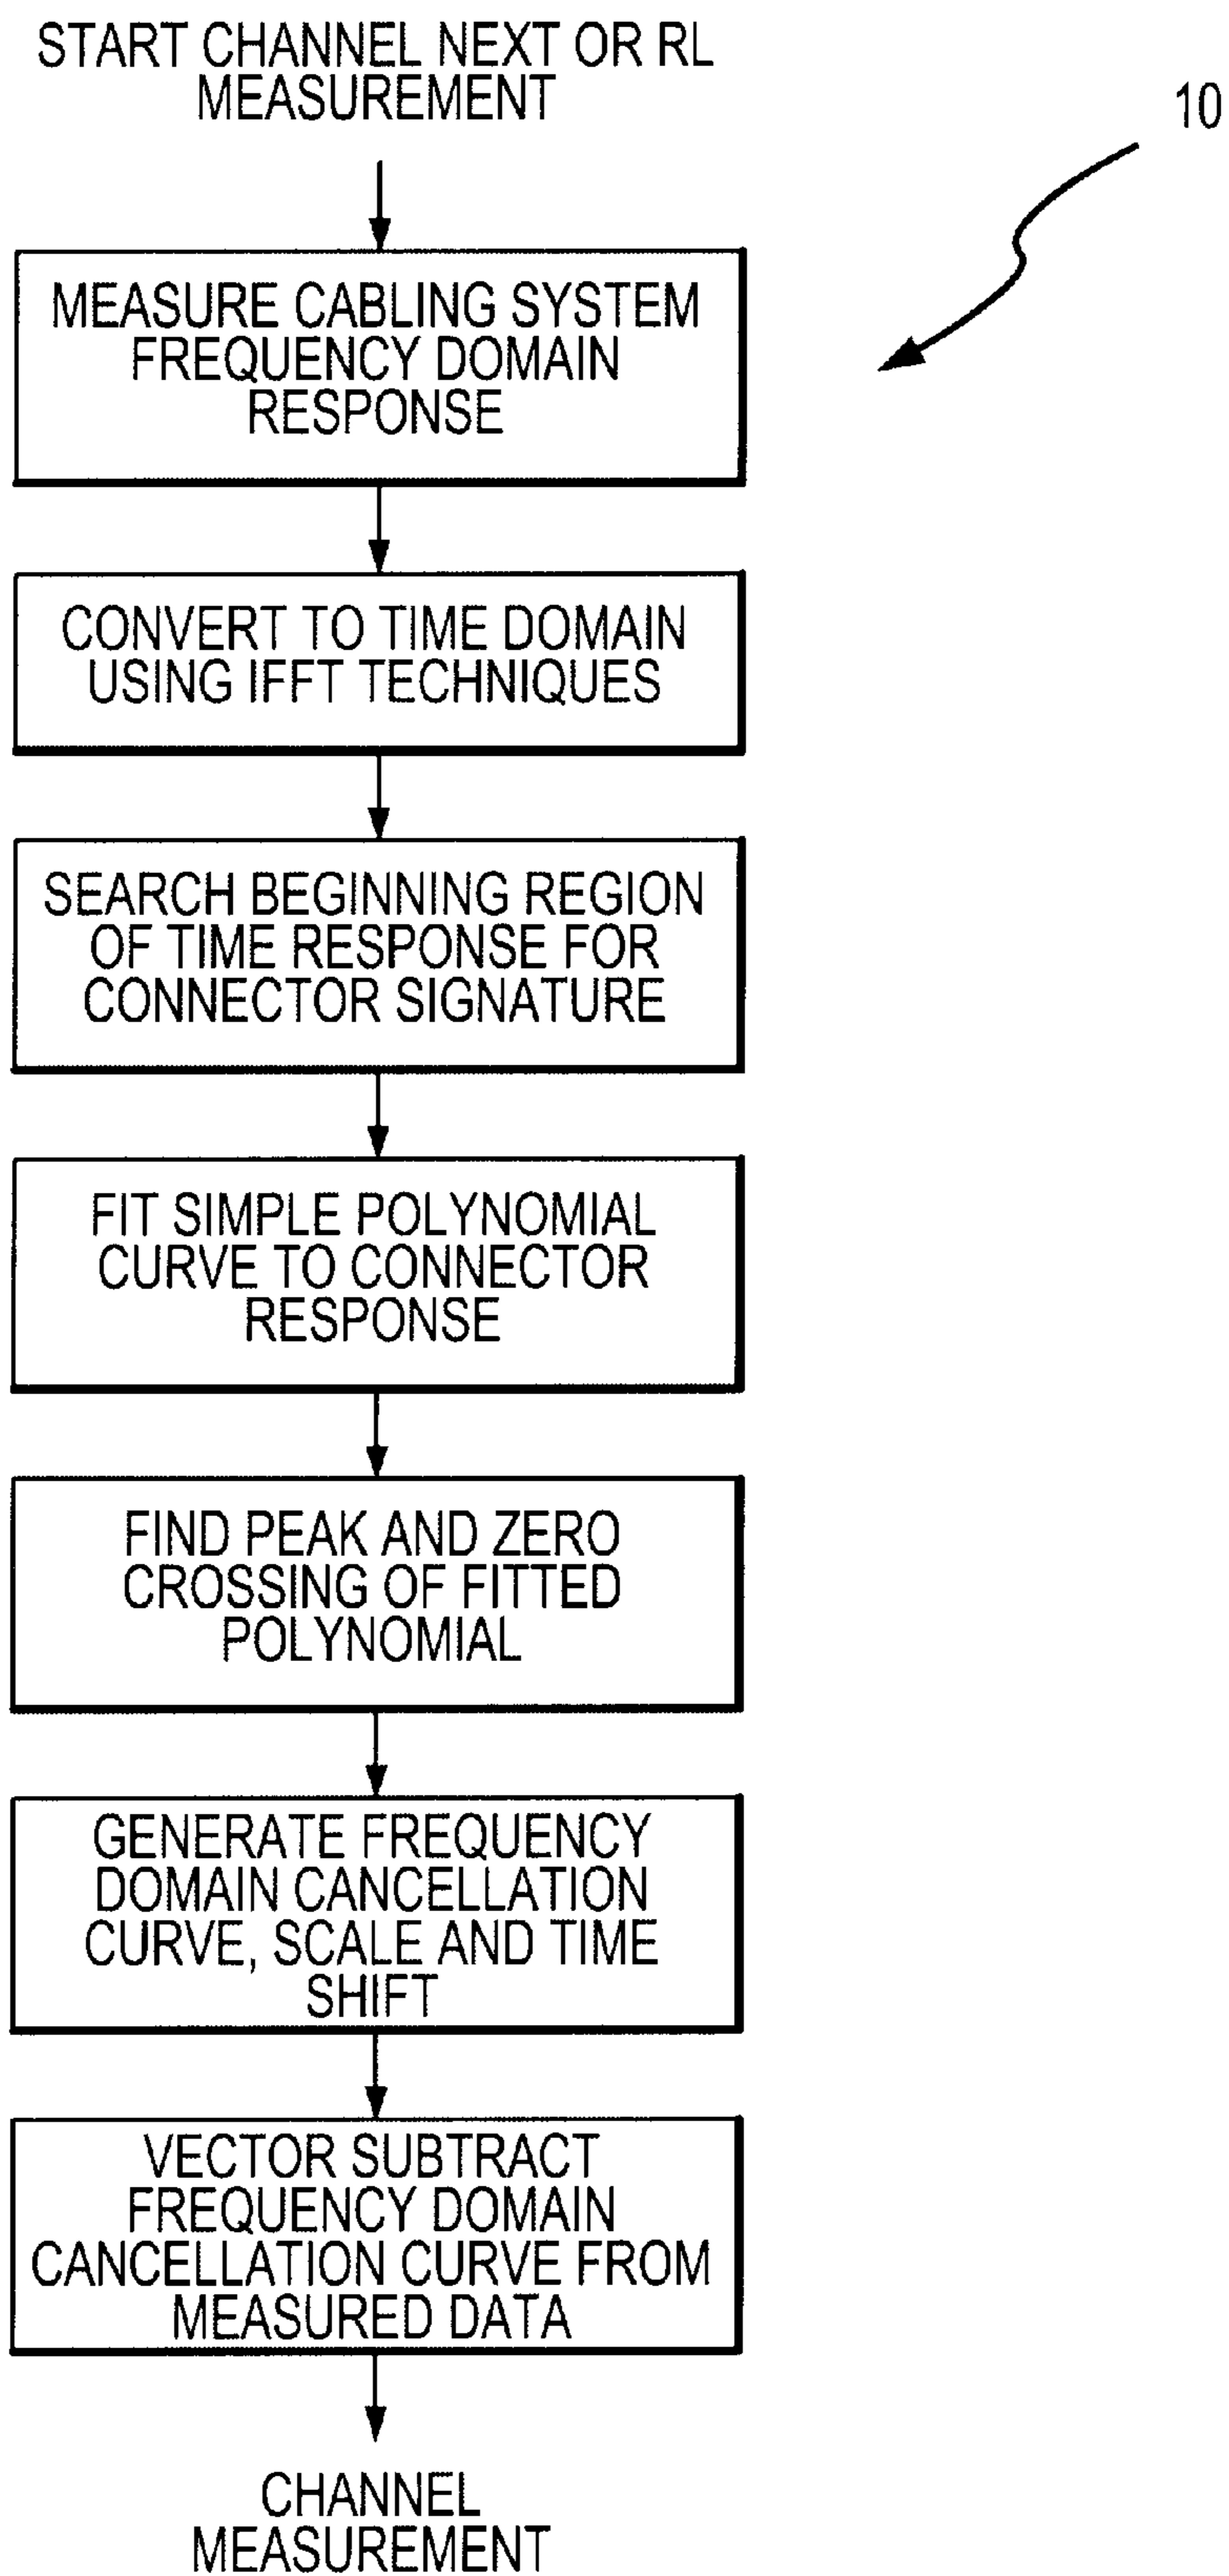 START CHANNEL NEXT OR RL
MEASUREMENT
10
MEASURE CABLING SYSTEM
FREQUENCY DOMAIN
RESPONSE
CONVERT TO TIME DOMAIN
USING IFFT TECHNIQUES
SEARCH BEGINNING REGION
OF TIME RESPONSE FOR
CONNECTOR SIGNATURE
FIT SIMPLE POLYNOMIAL
CURVE TO CONNECTOR
RESPONSE
FIND PEAK AND ZERO
CROSSING OF FITTED
POLYNOMIAL
GENERATE FREQUENCY
DOMAIN CANCELLATION
CURVE, SCALE AND TIME
SHIFT
VECTOR SUBTRACT
FREQUENCY DOMAIN
CANCELLATION CURVE FROM
MEASURED DATA
CHANNEL
MEASUREMENT